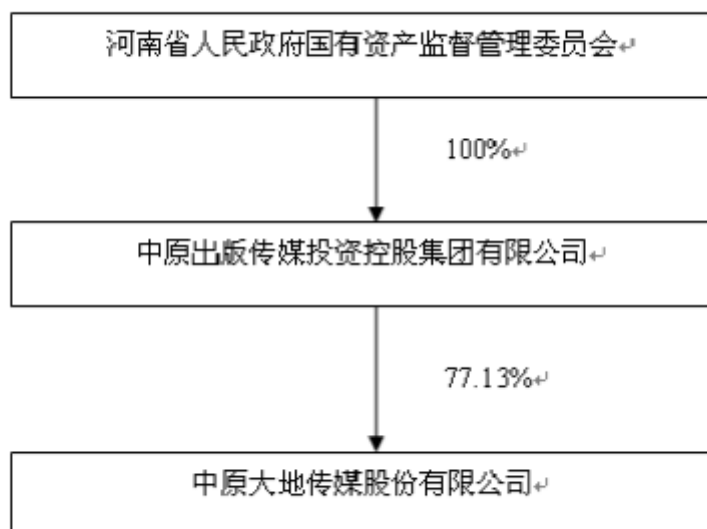 河南省人民政府国有资产监督管理委员会↵
100%↵
中原出版传媒投资控股集团有限公司↵
77.13%↵
中原大地传媒股份有限公司↵